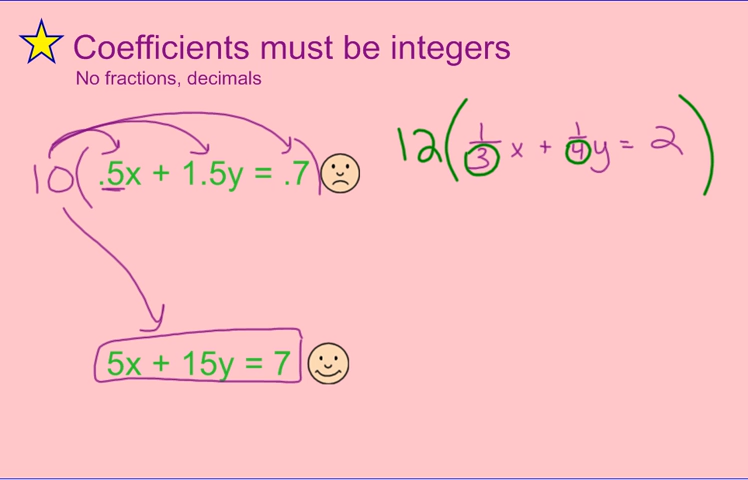 Coefficients must be integers
No fractions, decimals
10( .5x + 1.5y = .7)
12( 1/3 x + 1/4 y = 2 )
5x + 15y = 7